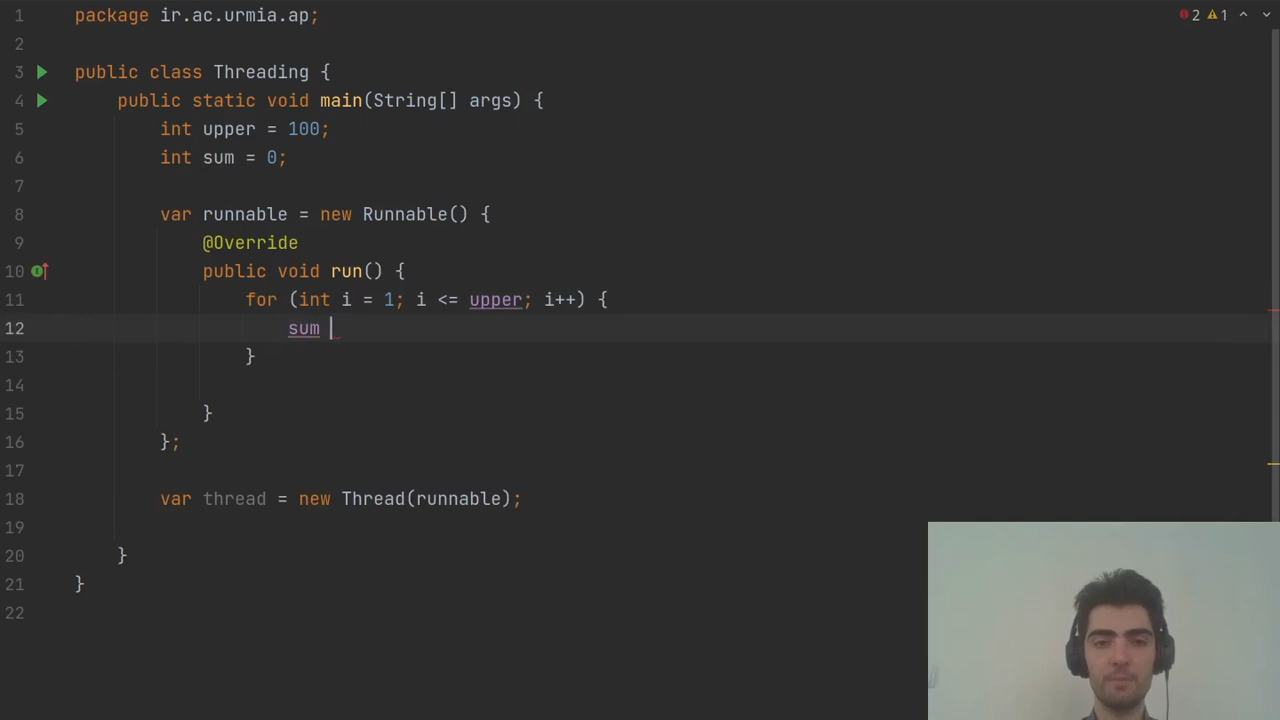 1 package ir.ac.urmia.ap;
2 1
2
3 public class Threading {
4 public static void main(String[] args) {
5 int upper = 100;
6 int sum = 0;
7
8 var runnable = new Runnable() {
9 @Override
10 public void run() {
11 for (int i = 1; i <= upper; i++) {
12 sum
13 }
14
15 }
16 };
17
18 var thread = new Thread(runnable);
19
20 }
21 }
22